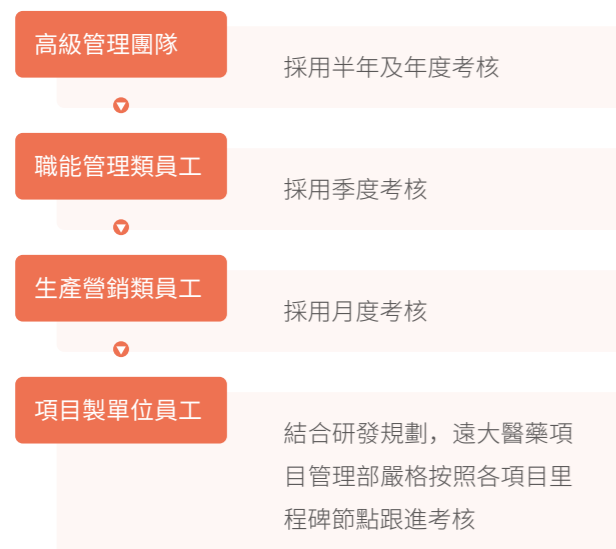 高級管理團隊
採用半年及年度考核
職能管理類員工
採用季度考核
生產營銷類員工
採用月度考核
項目製單位員工
結合研發規劃，遠大醫藥項
目管理部嚴格按照各項目里
程碑節點跟進考核